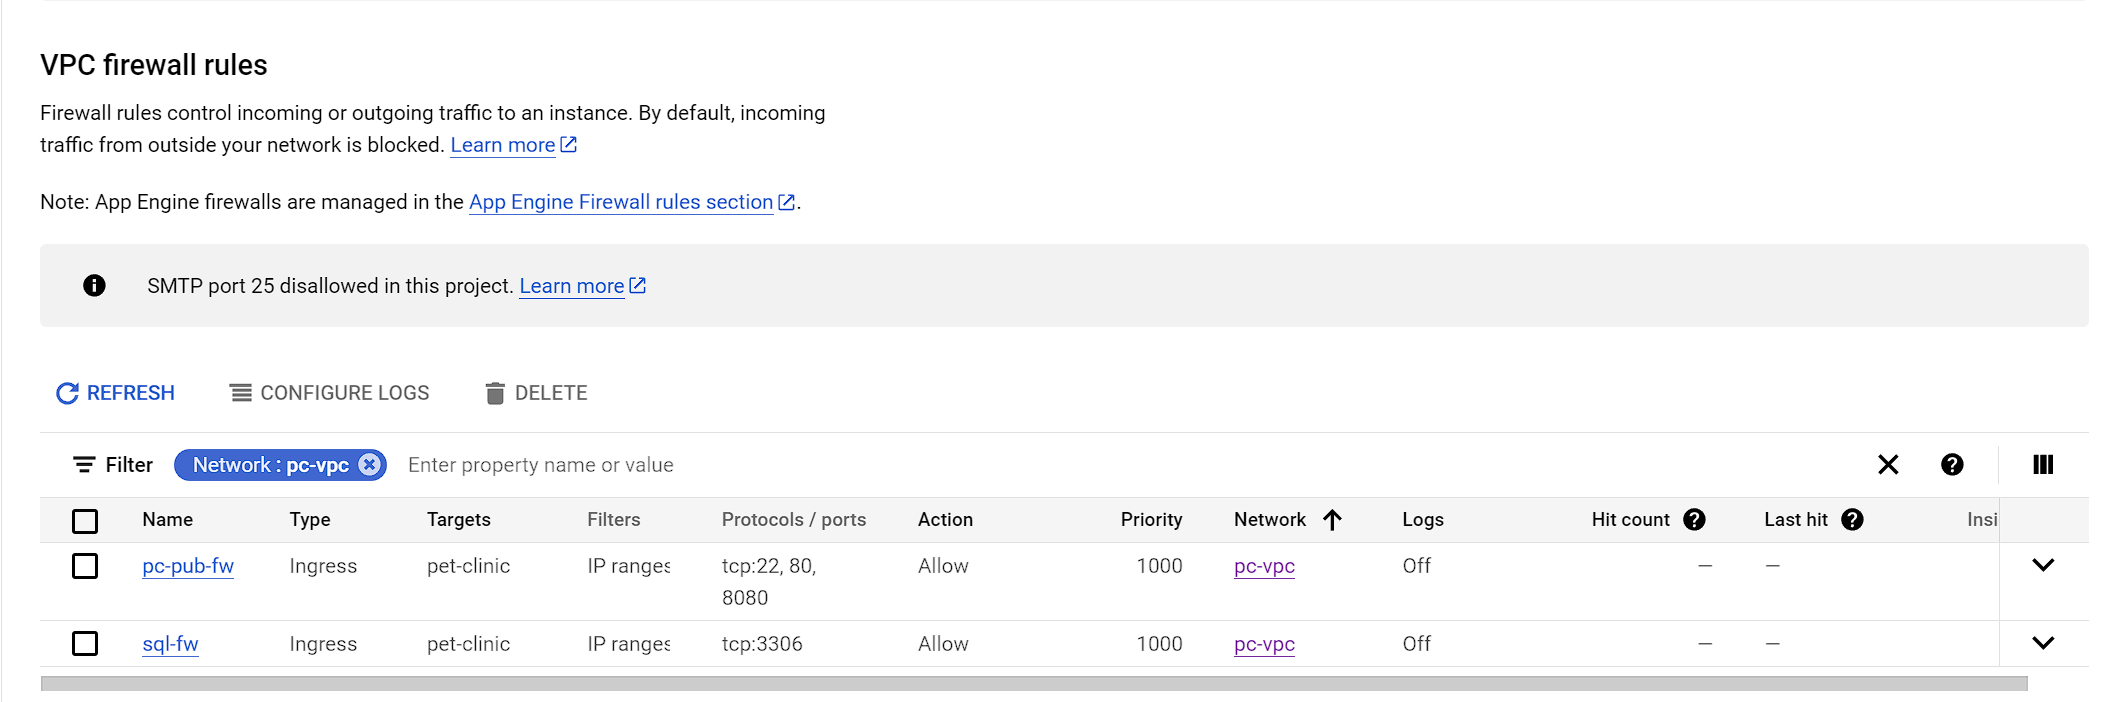 VPC firewall rules
Firewall rules control incoming or outgoing traffic to an instance. By default, incoming
traffic from outside your network is blocked. Learn more
Note: App Engine firewalls are managed in the App Engine Firewall rules section.
SMTP port 25 disallowed in this project. Learn more
REFRESH CONFIGURE LOGS DELETE
Filter Network : pc-vpc Enter property name or value
Name Type Targets Filters Protocols / ports Action Priority Network Logs Hit count Last hit Insi
pc-pub-fw Ingress pet-clinic IP ranges tcp:22, 80, Allow 1000 pc-vpc Off — —
8080
sql-fw Ingress pet-clinic IP ranges tcp:3306 Allow 1000 pc-vpc Off — —